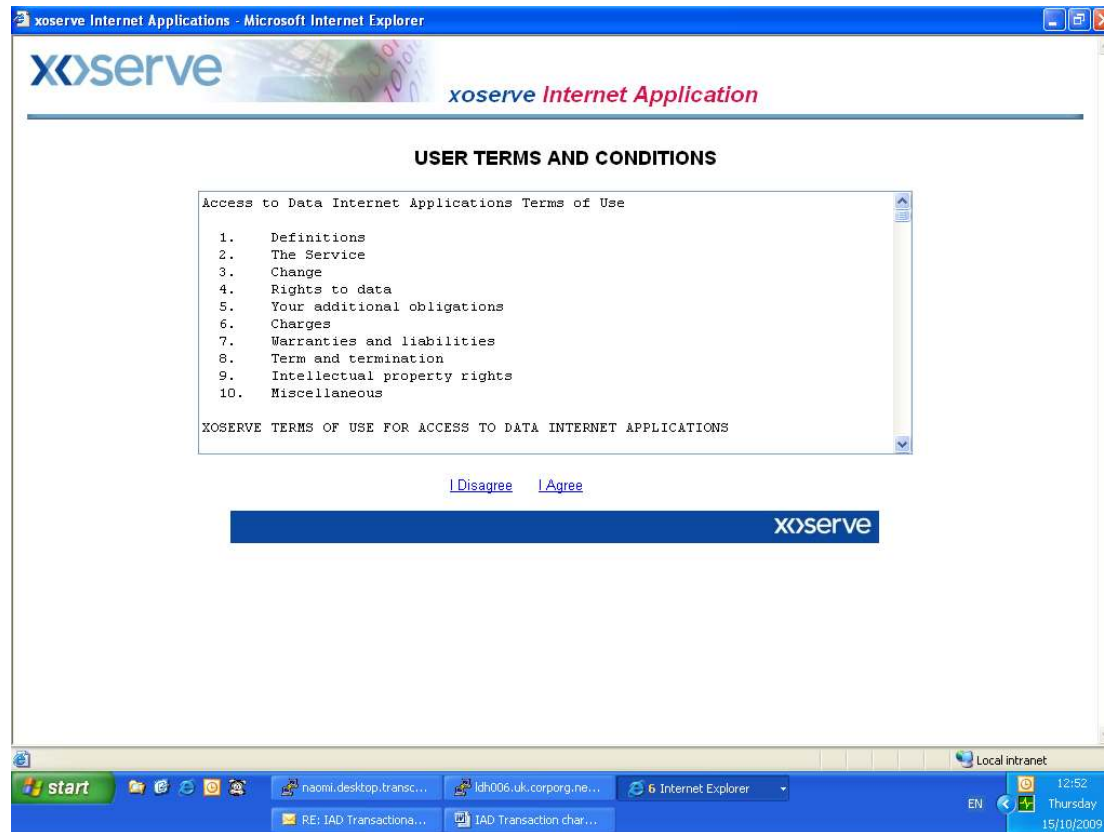 xoserve Internet Applications - Microsoft Internet Explorer
xoserve
xoserve Internet Application
USER TERMS AND CONDITIONS
Access to Data Internet Applications Terms of Use
1. Definitions
2. The Service
3. Change
4. Rights to data
5. Your additional obligations
6. Charges
7. Warranties and liabilities
8. Term and termination
9. Intellectual property rights
10. Miscellaneous
XOSERVE TERMS OF USE FOR ACCESS TO DATA INTERNET APPLICATIONS
I Disagree I Agree
xoserve
Local intranet
start
naomi.desktop.transc...
ldh006.uk.corporg.ne...
6 Internet Explorer
EN
12:52
Thursday
15/10/2009
RE: IAD Transactiona...
IAD Transaction char...